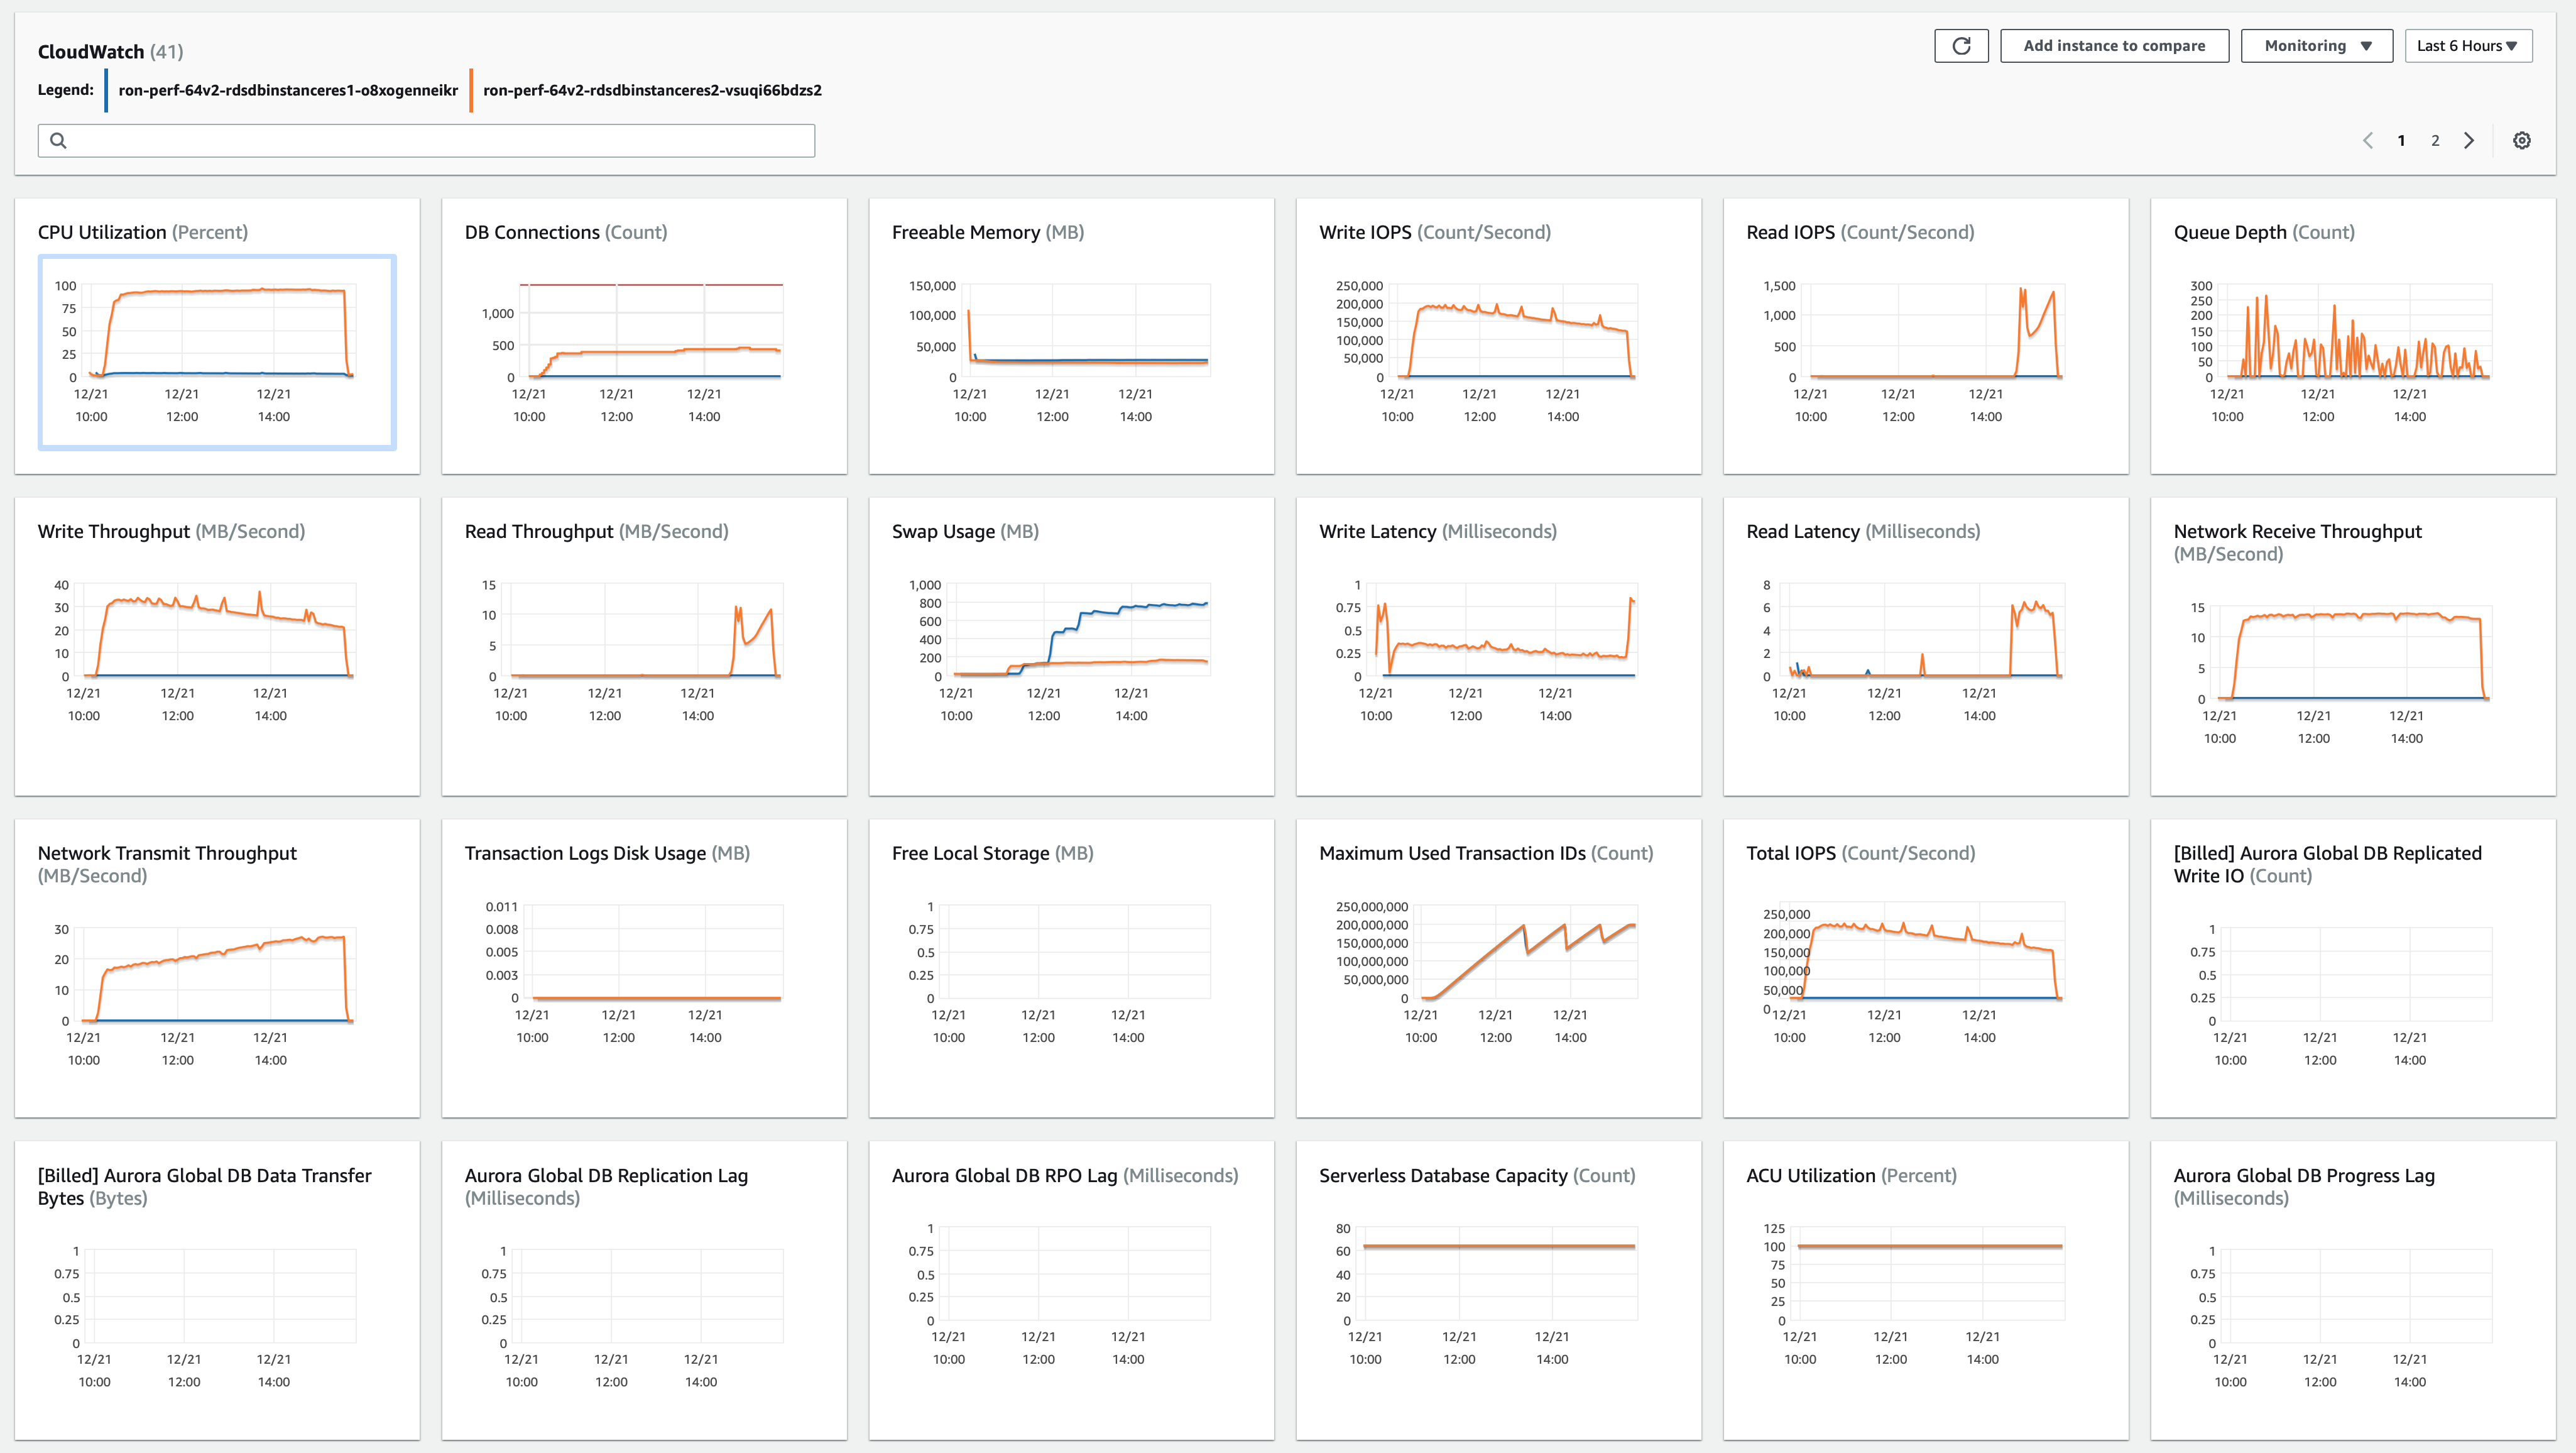 CloudWatch (41)
Add instance to compare
Monitoring
Last 6 Hours
Legend:
ron-perf-64v2-rdsdbinstanceres1-o8xogenneikr
ron-perf-64v2-rdsdbinstanceres2-vsuqi66bdzs2
1 2
CPU Utilization (Percent)
100
75
50
25
0
12/21 12/21 12/21
10:00 12:00 14:00
DB Connections (Count)
1,000
500
0
12/21 12/21 12/21
10:00 12:00 14:00
Freeable Memory (MB)
150,000
100,000
50,000
0
12/21 12/21 12/21
10:00 12:00 14:00
Write IOPS (Count/Second)
250,000
200,000
150,000
100,000
50,000
0
12/21 12/21 12/21
10:00 12:00 14:00
Read IOPS (Count/Second)
1,500
1,000
500
0
12/21 12/21 12/21
10:00 12:00 14:00
Queue Depth (Count)
300
250
200
150
100
50
0
12/21 12/21 12/21
10:00 12:00 14:00
Write Throughput (MB/Second)
40
30
20
10
0
12/21 12/21 12/21
10:00 12:00 14:00
Read Throughput (MB/Second)
15
10
5
0
12/21 12/21 12/21
10:00 12:00 14:00
Swap Usage (MB)
1,000
800
600
400
200
0
12/21 12/21 12/21
10:00 12:00 14:00
Write Latency (Milliseconds)
1
0.75
0.5
0.25
0
12/21 12/21 12/21
10:00 12:00 14:00
Read Latency (Milliseconds)
8
6
4
2
0
12/21 12/21 12/21
10:00 12:00 14:00
Network Receive Throughput
(MB/Second)
15
10
5
0
12/21 12/21 12/21
10:00 12:00 14:00
Network Transmit Throughput
(MB/Second)
30
20
10
0
12/21 12/21 12/21
10:00 12:00 14:00
Transaction Logs Disk Usage (MB)
0.011
0.008
0.005
0.003
0
12/21 12/21 12/21
10:00 12:00 14:00
Free Local Storage (MB)
1
0.75
0.5
0.25
0
12/21 12/21 12/21
10:00 12:00 14:00
Maximum Used Transaction IDs (Count)
250,000,000
200,000,000
150,000,000
100,000,000
50,000,000
0
12/21 12/21 12/21
10:00 12:00 14:00
Total IOPS (Count/Second)
250,000
200,000
150,000
100,000
50,000
0
12/21 12/21 12/21
10:00 12:00 14:00
[Billed] Aurora Global DB Replicated
Write IO (Count)
1
0.75
0.5
0.25
0
12/21 12/21 12/21
10:00 12:00 14:00
[Billed] Aurora Global DB Data Transfer
Bytes (Bytes)
1
0.75
0.5
0.25
0
12/21 12/21 12/21
10:00 12:00 14:00
Aurora Global DB Replication Lag
(Milliseconds)
1
0.75
0.5
0.25
0
12/21 12/21 12/21
10:00 12:00 14:00
Aurora Global DB RPO Lag (Milliseconds)
1
0.75
0.5
0.25
0
12/21 12/21 12/21
10:00 12:00 14:00
Serverless Database Capacity (Count)
80
60
40
20
0
12/21 12/21 12/21
10:00 12:00 14:00
ACU Utilization (Percent)
125
100
75
50
25
0
12/21 12/21 12/21
10:00 12:00 14:00
Aurora Global DB Progress Lag
(Milliseconds)
1
0.75
0.5
0.25
0
12/21 12/21 12/21
10:00 12:00 14:00